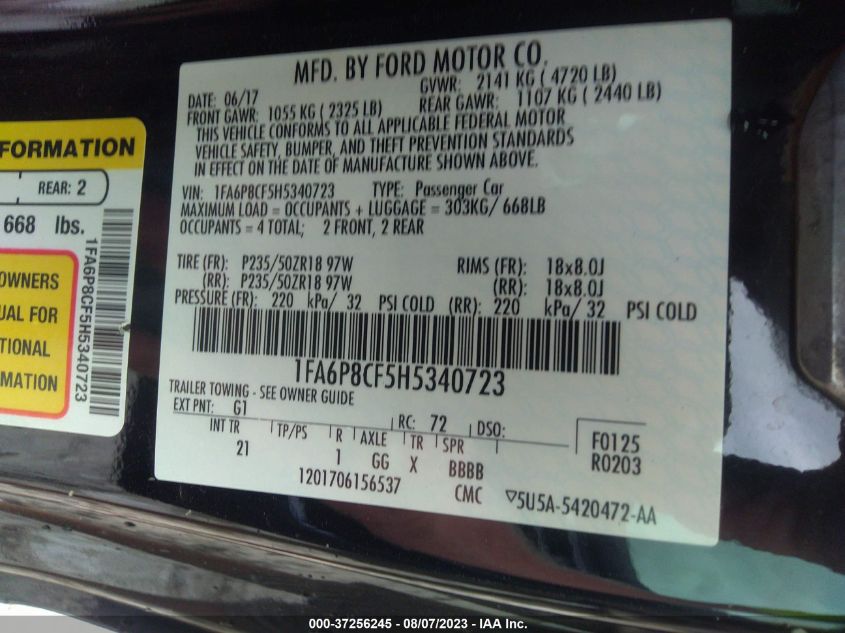 MFD. BY FORD MOTOR CO.
DATE: 06/17 GVWR: 2141 KG ( 4720 LB)
FRONT GAWR: 1055 KG ( 2325 LB) REAR GAWR: 1107 KG ( 2440 LB)
THIS VEHICLE CONFORMS TO ALL APPLICABLE FEDERAL MOTOR
VEHICLE SAFETY, BUMPER, AND THEFT PREVENTION STANDARDS
IN EFFECT ON THE DATE OF MANUFACTURE SHOWN ABOVE.
VIN: 1FA6P8CF5H5340723 TYPE: Passenger Car
MAXIMUM LOAD = OCCUPANTS + LUGGAGE = 303KG/ 668LB
OCCUPANTS = 4 TOTAL; 2 FRONT, 2 REAR
TIRE (FR): P235/50ZR18 97W RIMS (FR): 18x8.0J
(RR): P235/50ZR18 97W (RR): 18x8.0J
PRESSURE (FR): 220 kPa/ 32 PSI COLD (RR): 220 kPa/ 32 PSI COLD
1FA6P8CF5H5340723
TRAILER TOWING - SEE OWNER GUIDE
EXT PNT: G1 RC: 72 DSO:
INT TR TP/PS R AXLE TR SPR F0125
21 1 GG X BBBB R0203
1201706156537 CMC ▽5U5A-5420472-AA
FORMATION
REAR: 2
668 lbs.
1FA6P8CF5H5340723
OWNERS
UAL FOR
TIONAL
MATION
000-37256245 - 08/07/2023 - IAA Inc.